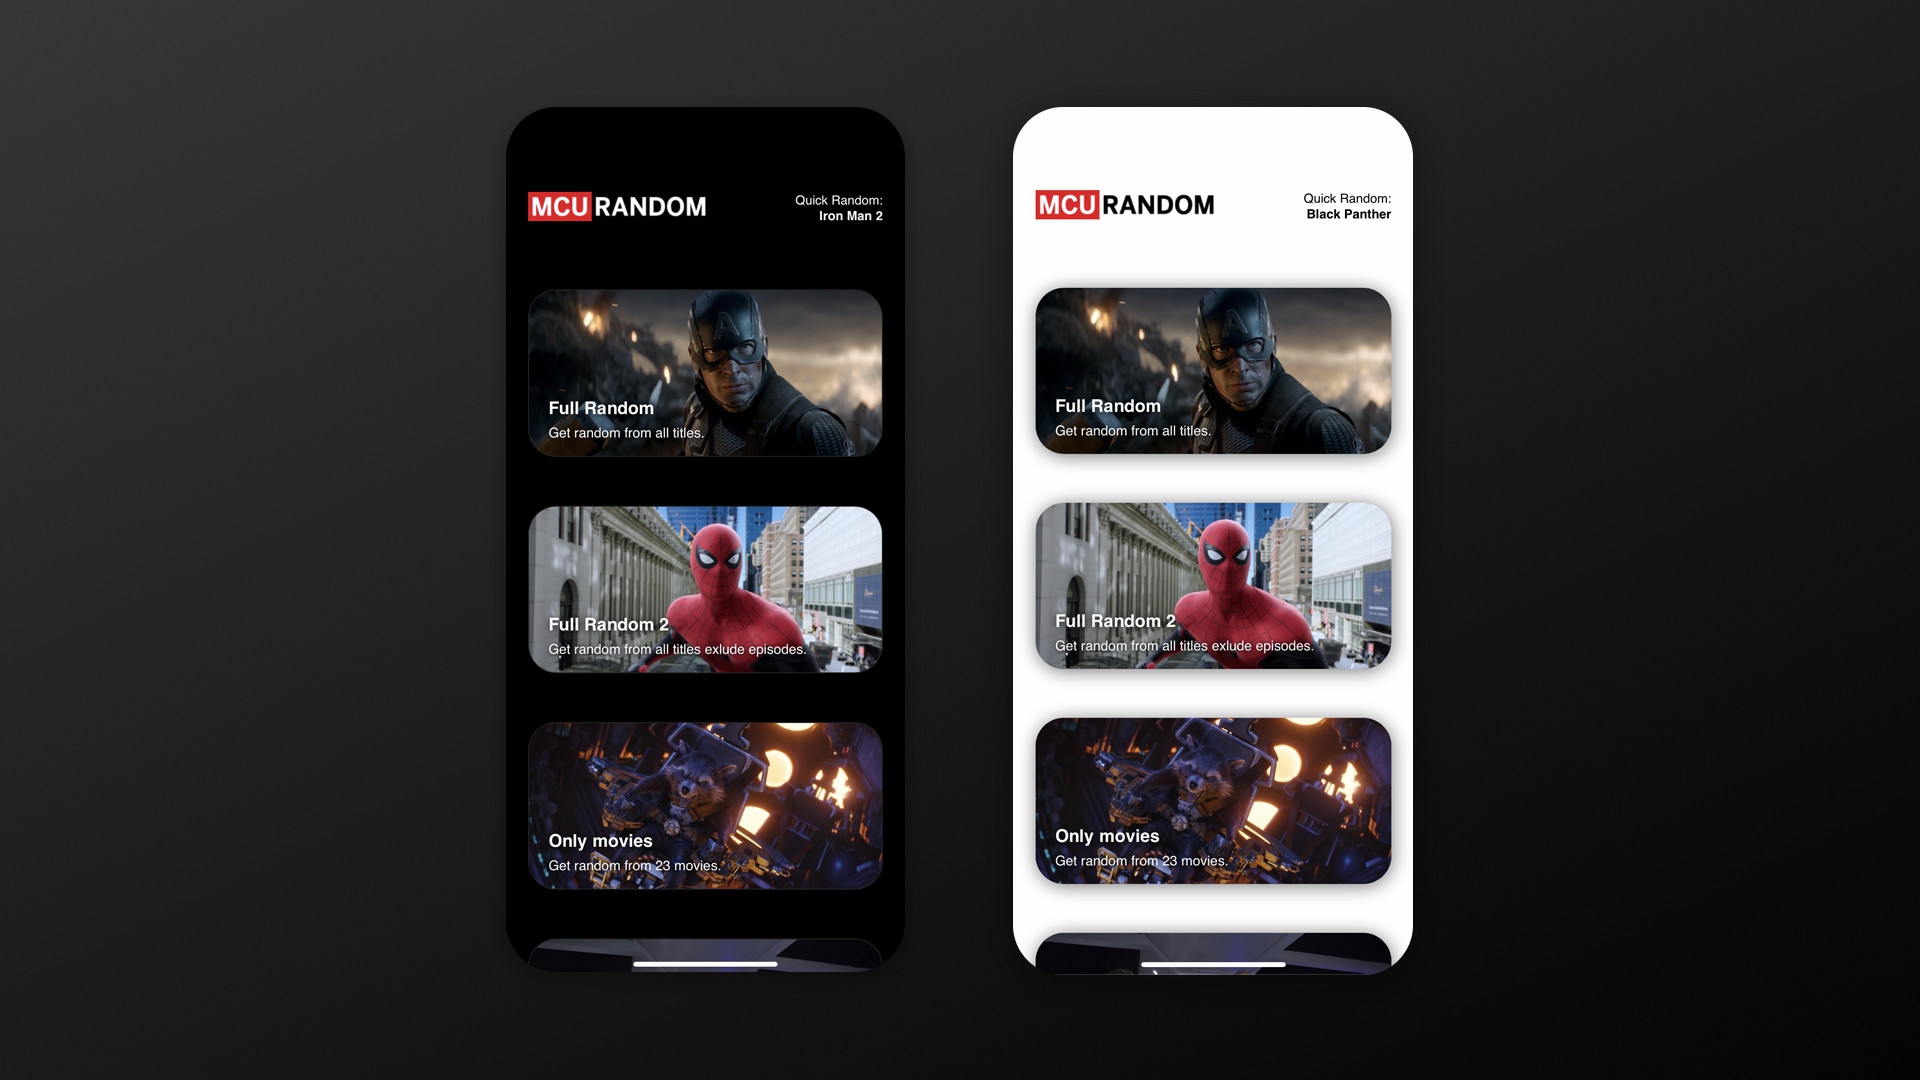 MCU RANDOM
Quick Random:
Iron Man 2
Full Random
Get random from all titles.
Full Random 2
Get random from all titles exlude episodes.
Only movies
Get random from 23 movies.
MCU RANDOM
Quick Random:
Black Panther
Full Random
Get random from all titles.
Full Random 2
Get random from all titles exlude episodes.
Only movies
Get random from 23 movies.